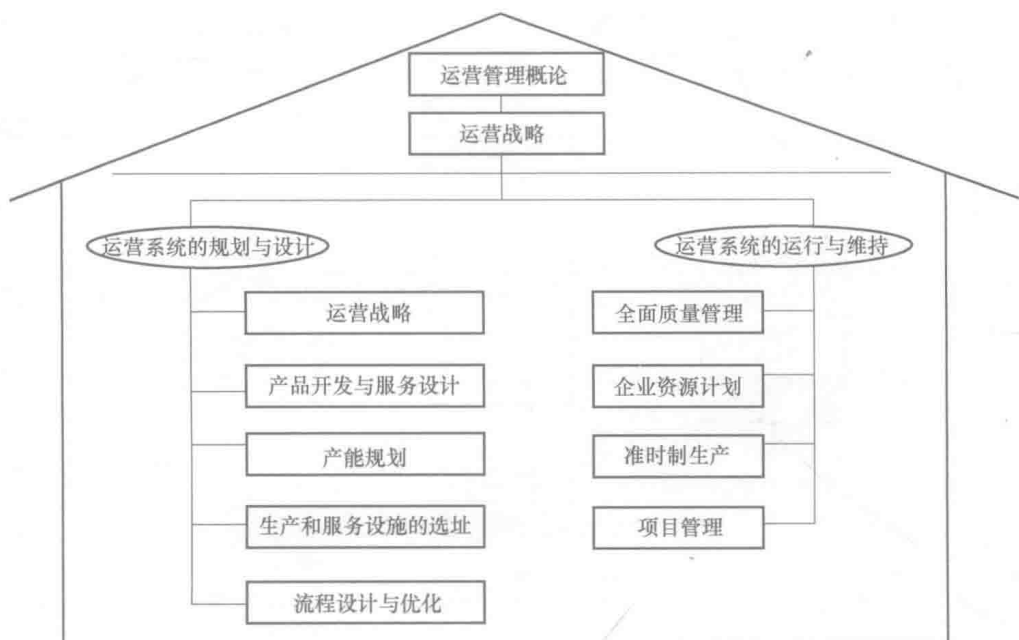 运营管理概论
运营战略
运营系统的规划与设计
运营战略
产品开发与服务设计
产能规划
生产和服务设施的选址
流程设计与优化
运营系统的运行与维持
全面质量管理
企业资源计划
准时制生产
项目管理